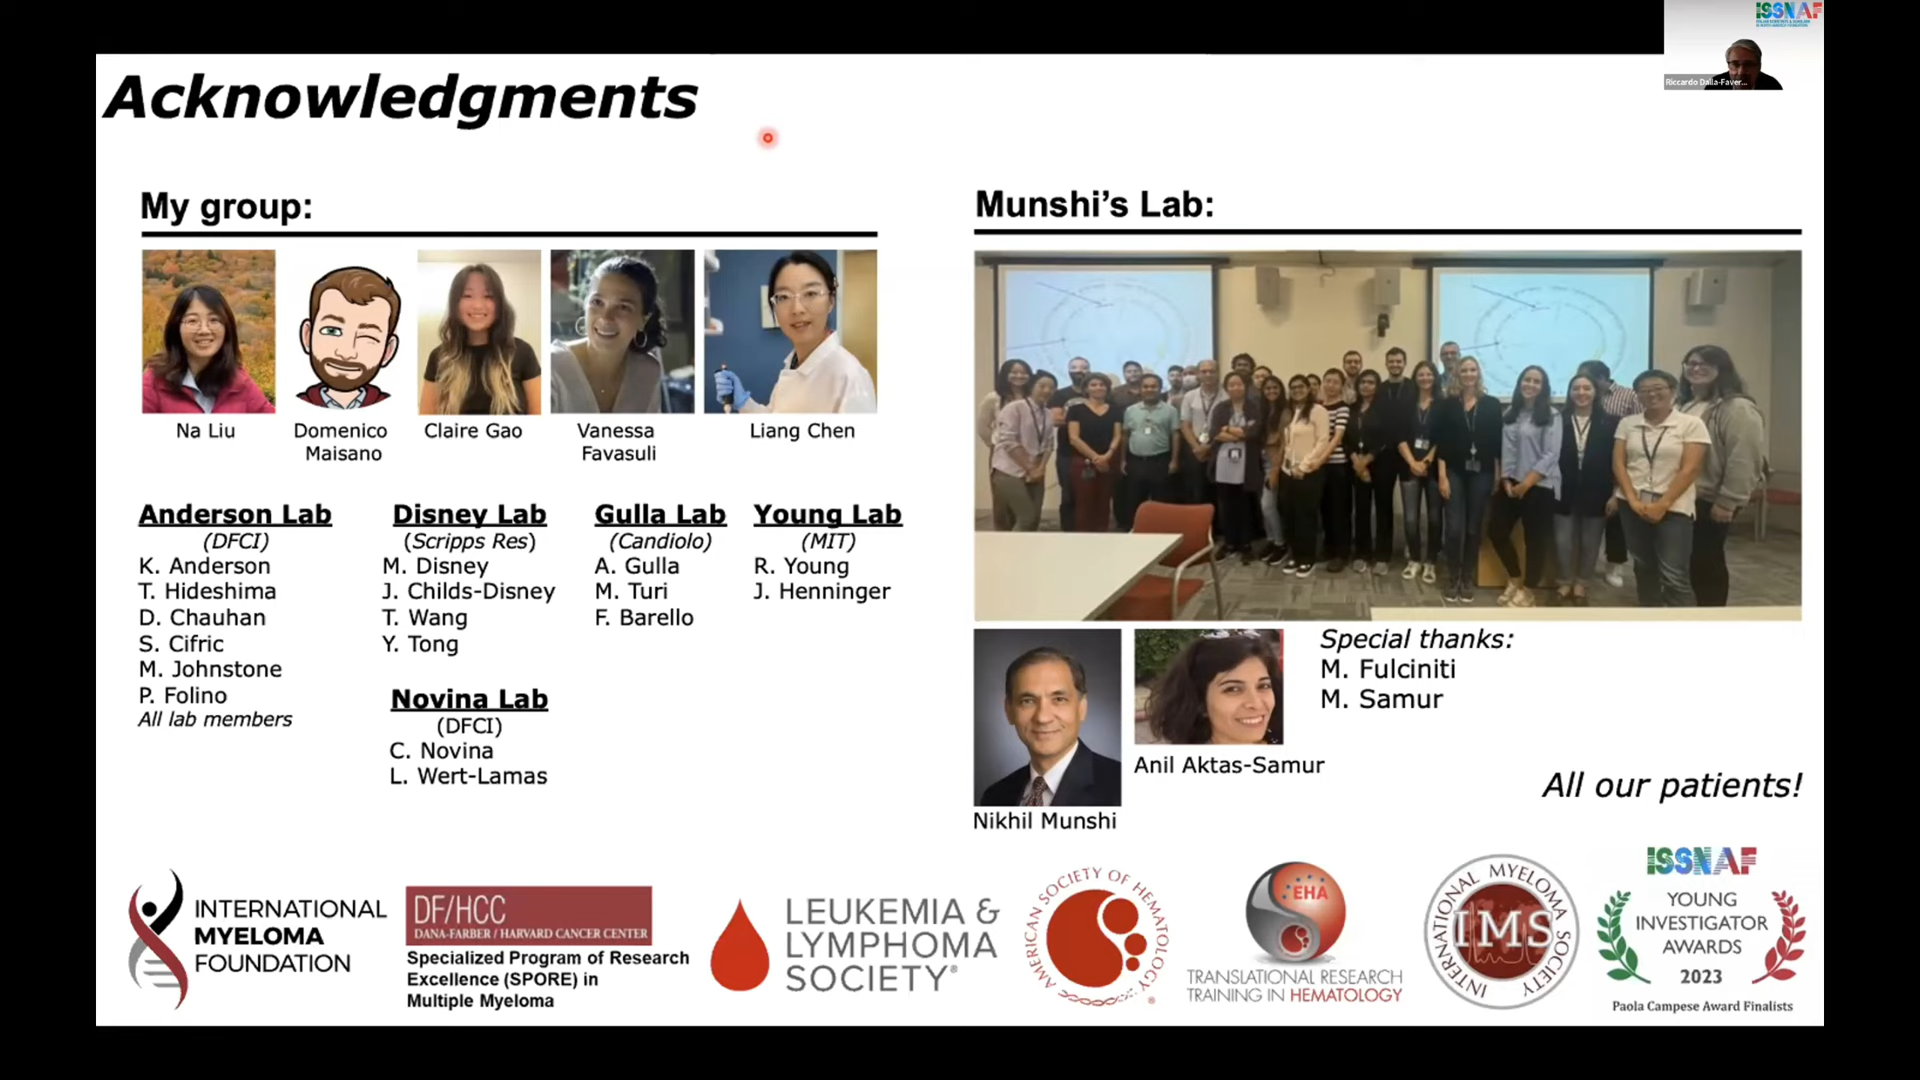 ISSNAF
Riccardo Dalla-Faver...
Acknowledgments
My group:
Na Liu
Domenico
Maisano
Claire Gao
Vanessa
Favasuli
Liang Chen
Anderson Lab
(DFCI)
K. Anderson
T. Hideshima
D. Chauhan
S. Cifric
M. Johnstone
P. Folino
All lab members
Disney Lab
(Scripps Res)
M. Disney
J. Childs-Disney
T. Wang
Y. Tong
Novina Lab
(DFCI)
C. Novina
L. Wert-Lamas
Gulla Lab
(Candiolo)
A. Gulla
M. Turi
F. Barello
Young Lab
(MIT)
R. Young
J. Henninger
Munshi's Lab:
Nikhil Munshi
Anil Aktas-Samur
Special thanks:
M. Fulciniti
M. Samur
All our patients!
INTERNATIONAL
MYELOMA
FOUNDATION
DF/HCC
DANA-FARBER / HARVARD CANCER CENTER
Specialized Program of Research
Excellence (SPORE) in
Multiple Myeloma
LEUKEMIA &
LYMPHOMA
SOCIETY®
AMERICAN SOCIETY OF HEMATOLOGY
®
EHA
TRANSLATIONAL RESEARCH
TRAINING IN HEMATOLOGY
INTERNATIONAL MYELOMA SOCIETY
IMS
ISSNAF
YOUNG
INVESTIGATOR
AWARDS
2023
Paola Campese Award Finalists